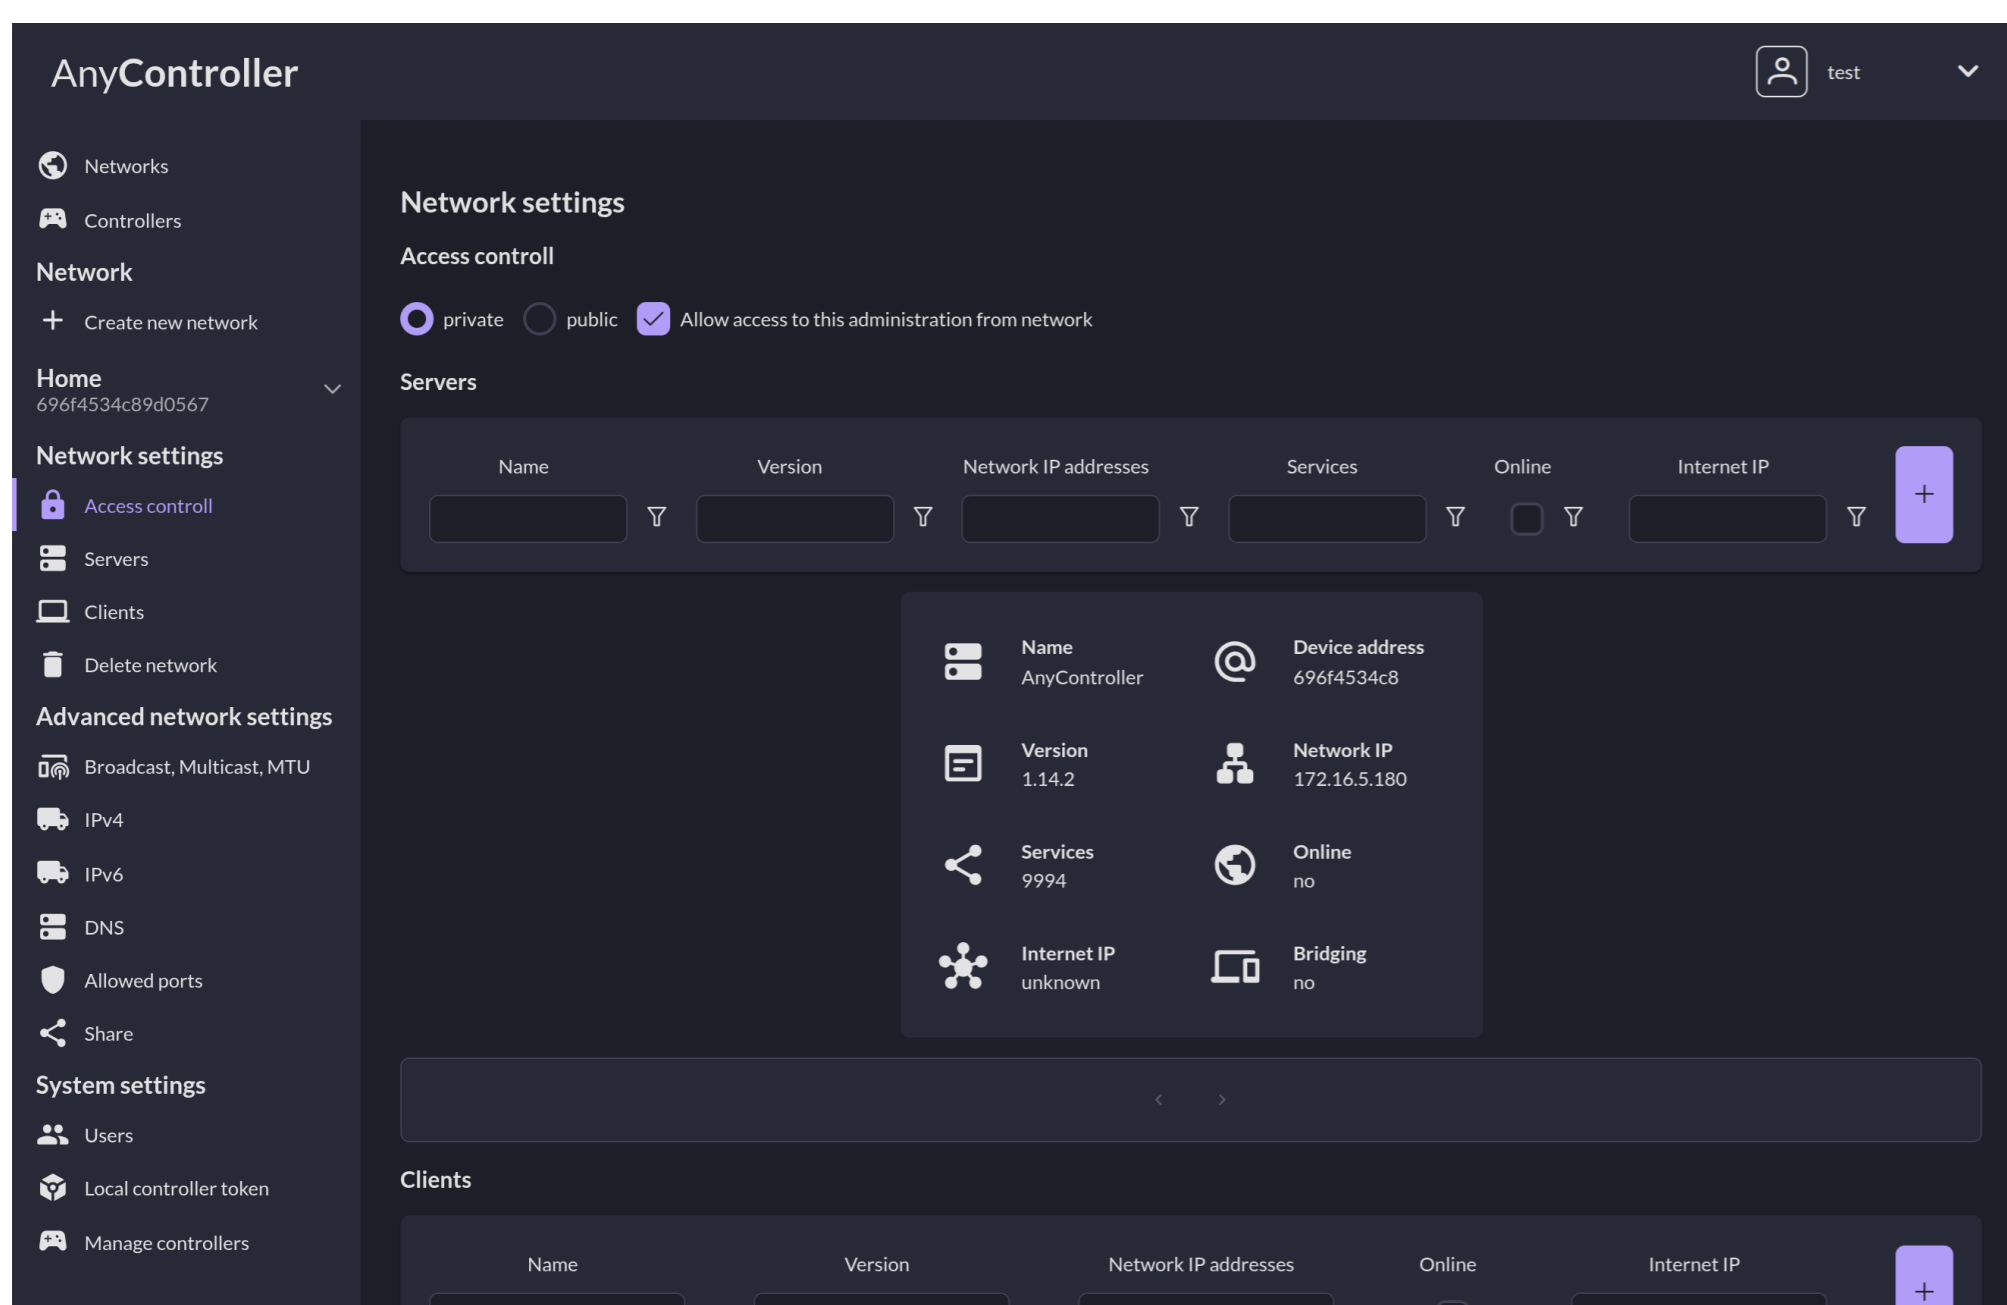 AnyController
test
Networks
Controllers
Network
Create new network
Home
696f4534c89d0567
Network settings
Access controll
Servers
Clients
Delete network
Advanced network settings
Broadcast, Multicast, MTU
IPv4
IPv6
DNS
Allowed ports
Share
System settings
Users
Local controller token
Manage controllers
Network settings
Access controll
private public Allow access to this administration from network
Servers
Name Version Network IP addresses Services Online Internet IP
Name
AnyController
Device address
696f4534c8
Version
1.14.2
Network IP
172.16.5.180
Services
9994
Online
no
Internet IP
unknown
Bridging
no
Clients
Name Version Network IP addresses Online Internet IP